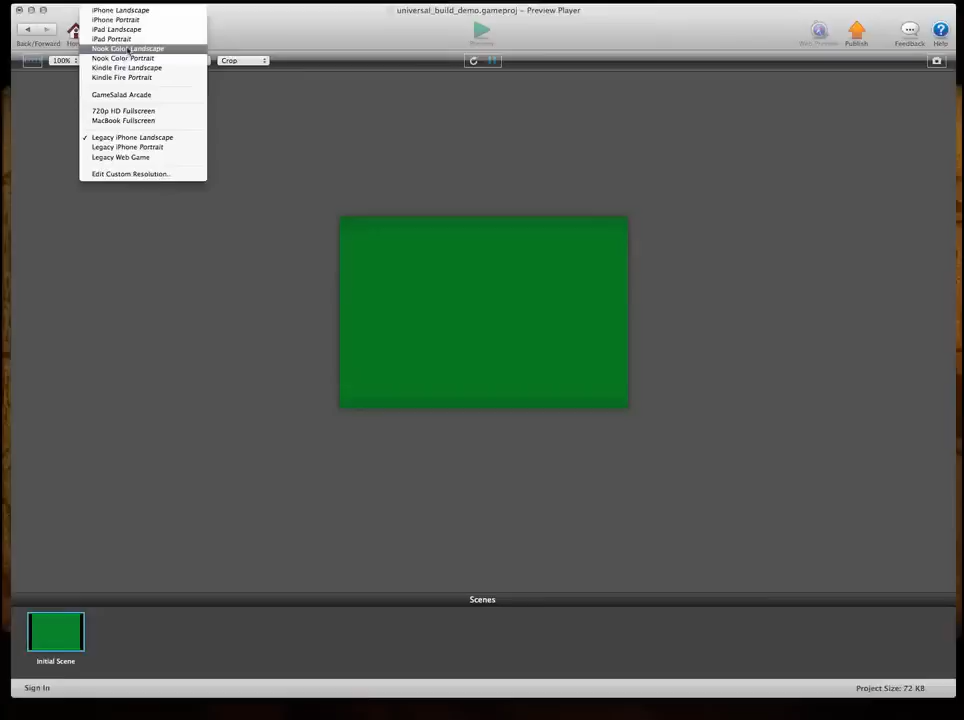 universal_build_demo.gameproj – Preview Player
iPhone Landscape
iPhone Portrait
iPad Landscape
iPad Portrait
Nook Color Landscape
Nook Color Portrait
Kindle Fire Landscape
Kindle Fire Portrait
GameSalad Arcade
720p HD Fullscreen
MacBook Fullscreen
✓ Legacy iPhone Landscape
Legacy iPhone Portrait
Legacy Web Game
Edit Custom Resolution..
Back/Forward
Publish
Feedback
Help
100%
Crop
Scenes
Initial Scene
Sign In
Project Size: 72 KB